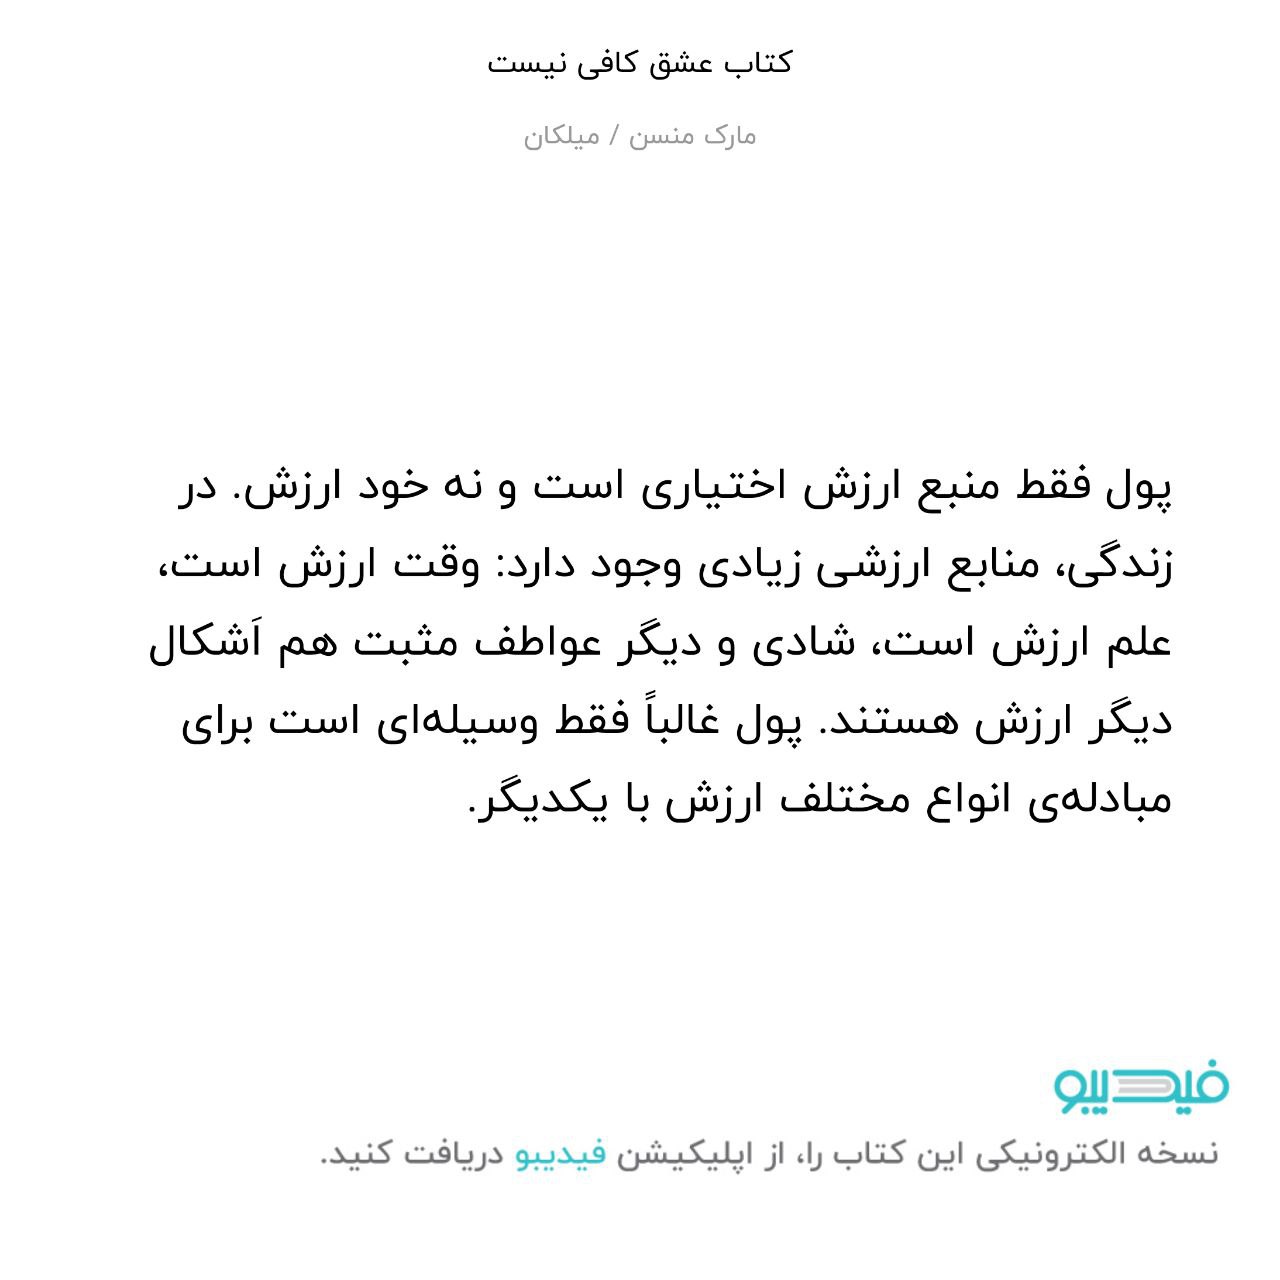 کتاب عشق کافی نیست
مارک منسن / میلکان
پول فقط منبع ارزش اختیاری است و نه خود ارزش. در
زندگی، منابع ارزشی زیادی وجود دارد: وقت ارزش است،
علم ارزش است، شادی و دیگر عواطف مثبت هم اَشکال
دیگر ارزش هستند. پول غالباً فقط وسیله‌ای است برای
مبادله‌ی انواع مختلف ارزش با یکدیگر.
فیدیبو
نسخه الکترونیکی این کتاب را، از اپلیکیشن فیدیبو دریافت کنید.